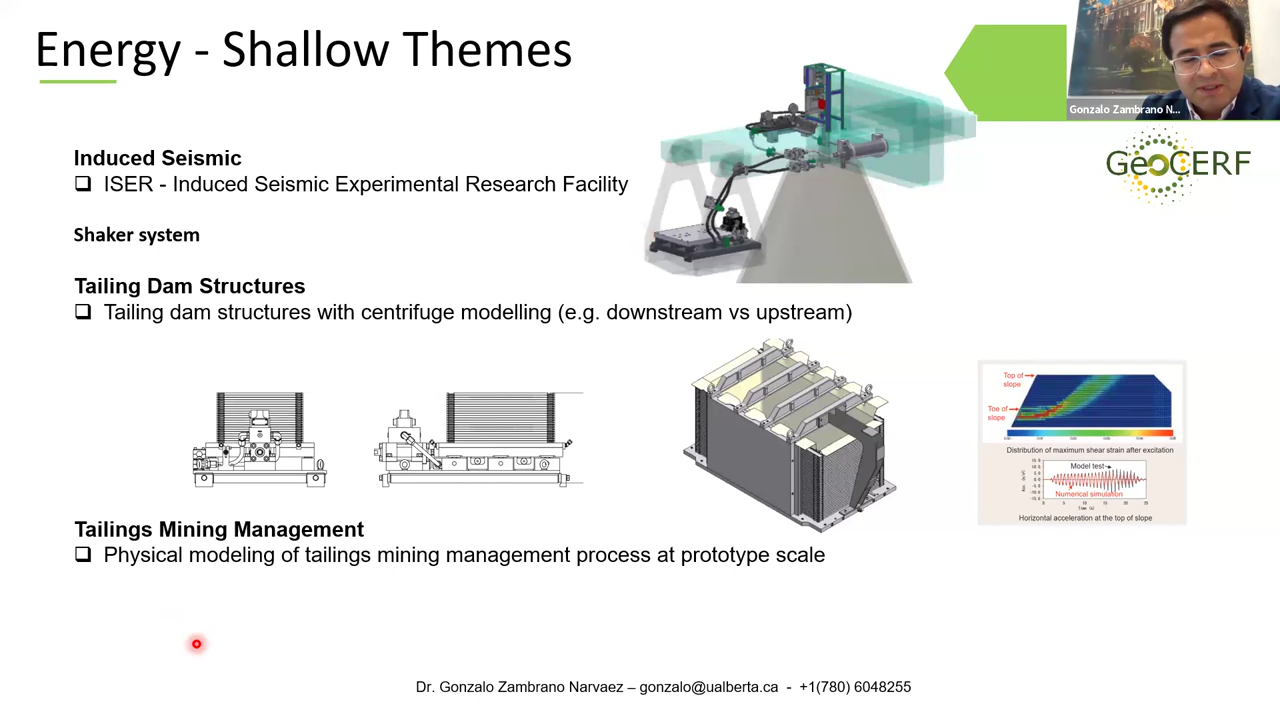 Energy - Shallow Themes
Gonzalo Zambrano N...
GeoCERF
Induced Seismic
ISER - Induced Seismic Experimental Research Facility
Shaker system
Tailing Dam Structures
Tailing dam structures with centrifuge modelling (e.g. downstream vs upstream)
Top of
slope
Toe of
slope
Distribution of maximum shear strain after excitation
Model test
Numerical simulation
Time (s)
Horizontal acceleration at the top of slope
Tailings Mining Management
Physical modeling of tailings mining management process at prototype scale
Dr. Gonzalo Zambrano Narvaez – gonzalo@ualberta.ca - +1(780) 6048255